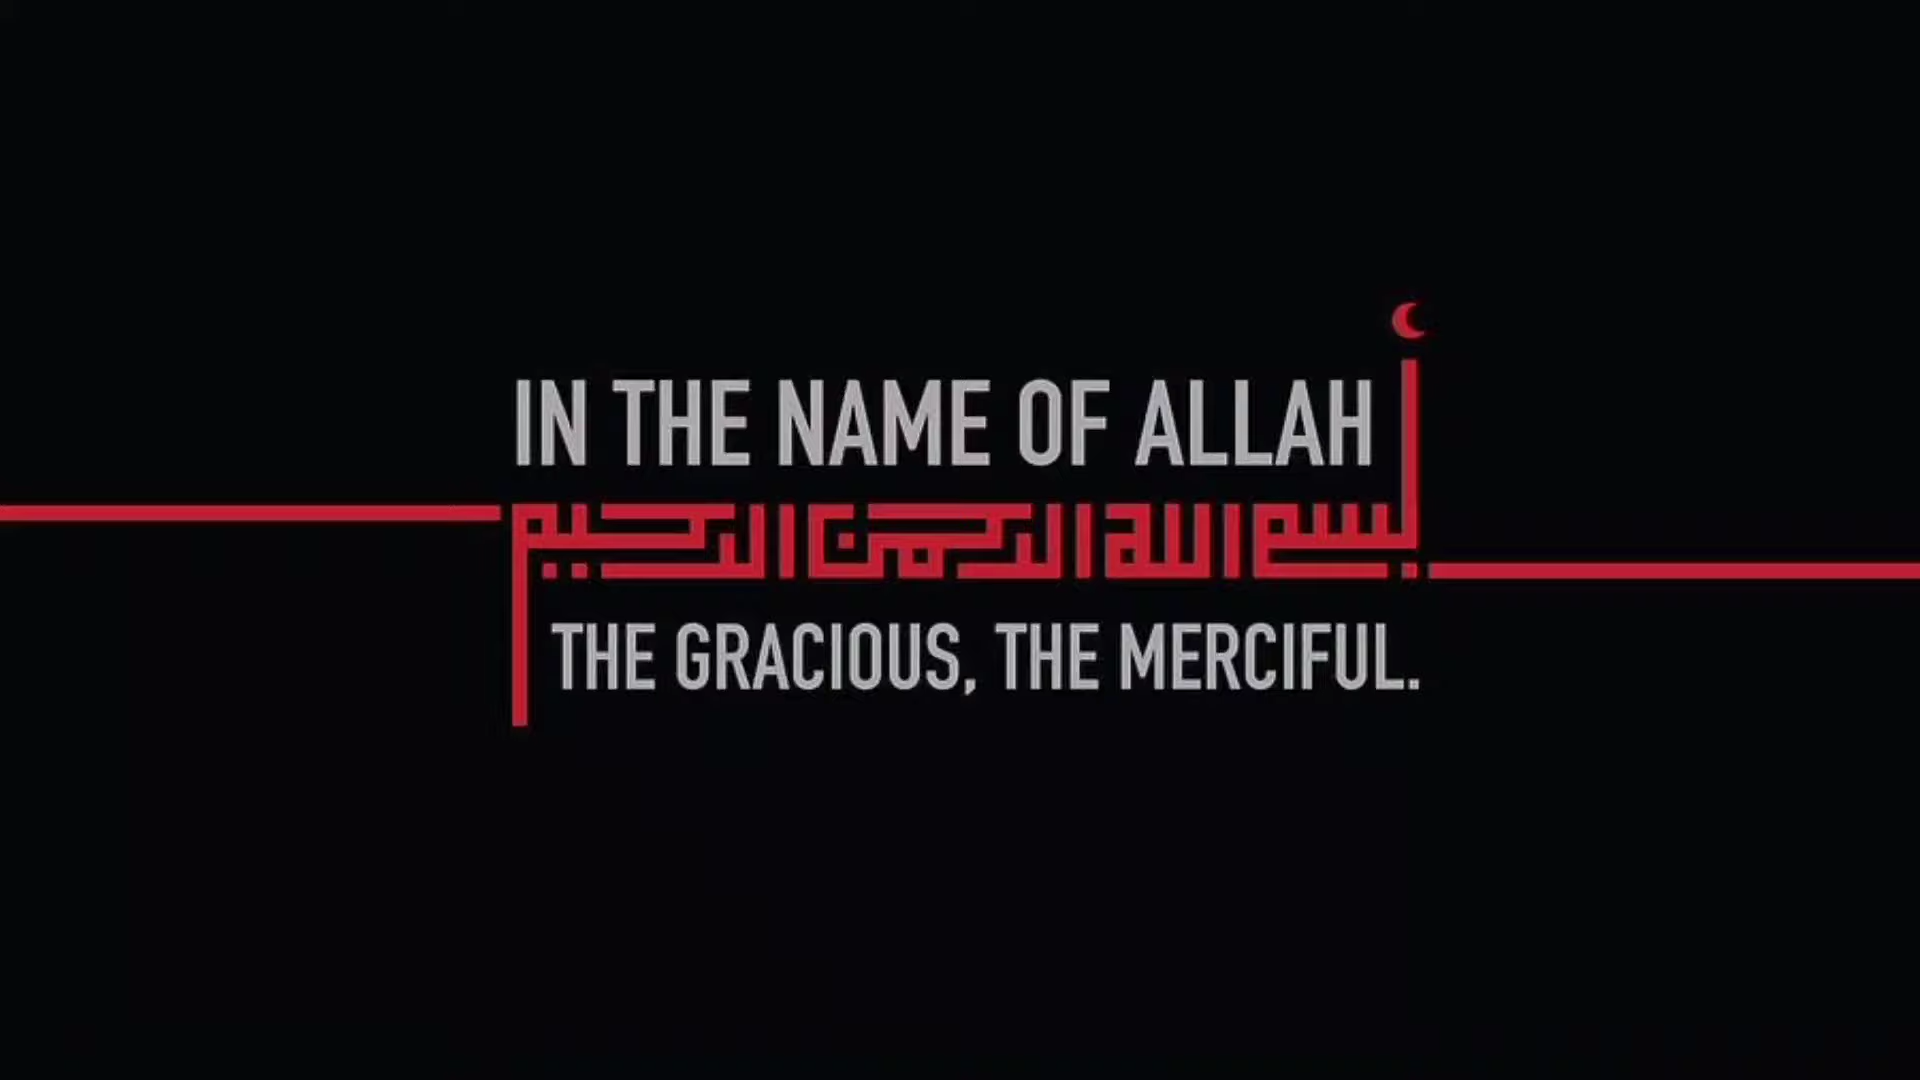 IN THE NAME OF ALLAH
بسم الله الرحمن الرحيم
THE GRACIOUS, THE MERCIFUL.